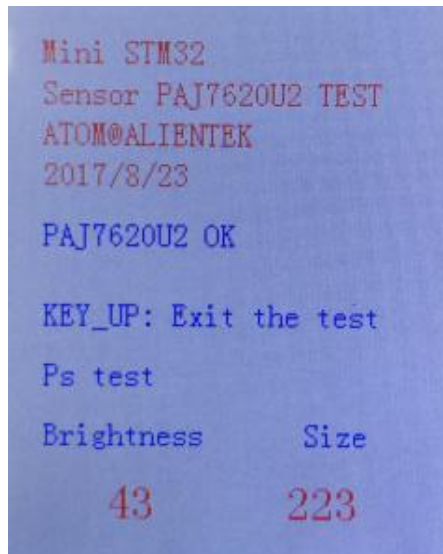 Mini STM32
Sensor PAJ7620U2 TEST
ATOM@ALIENTEK
2017/8/23
PAJ7620U2 OK
KEY_UP: Exit the test
Ps test
Brightness Size
43 223